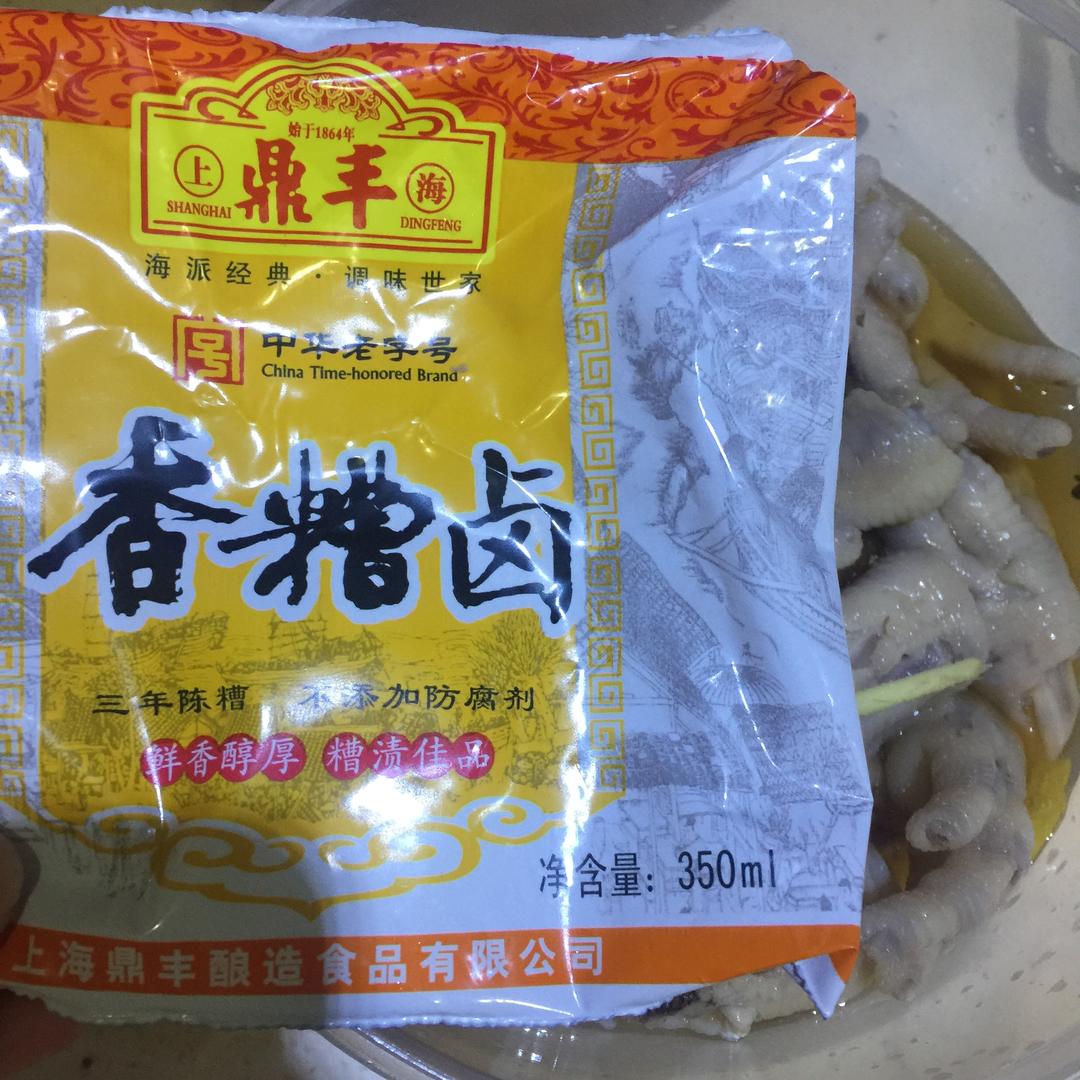 始于1864年
上 鼎丰 海
SHANGHAI DINGFENG
海派经典·调味世家
号 中华老字号
China Time-honored Brand
香糟卤
三年陈糟 不添加防腐剂
鲜香醇厚 糟渍佳品
净含量：350ml
上海鼎丰酿造食品有限公司